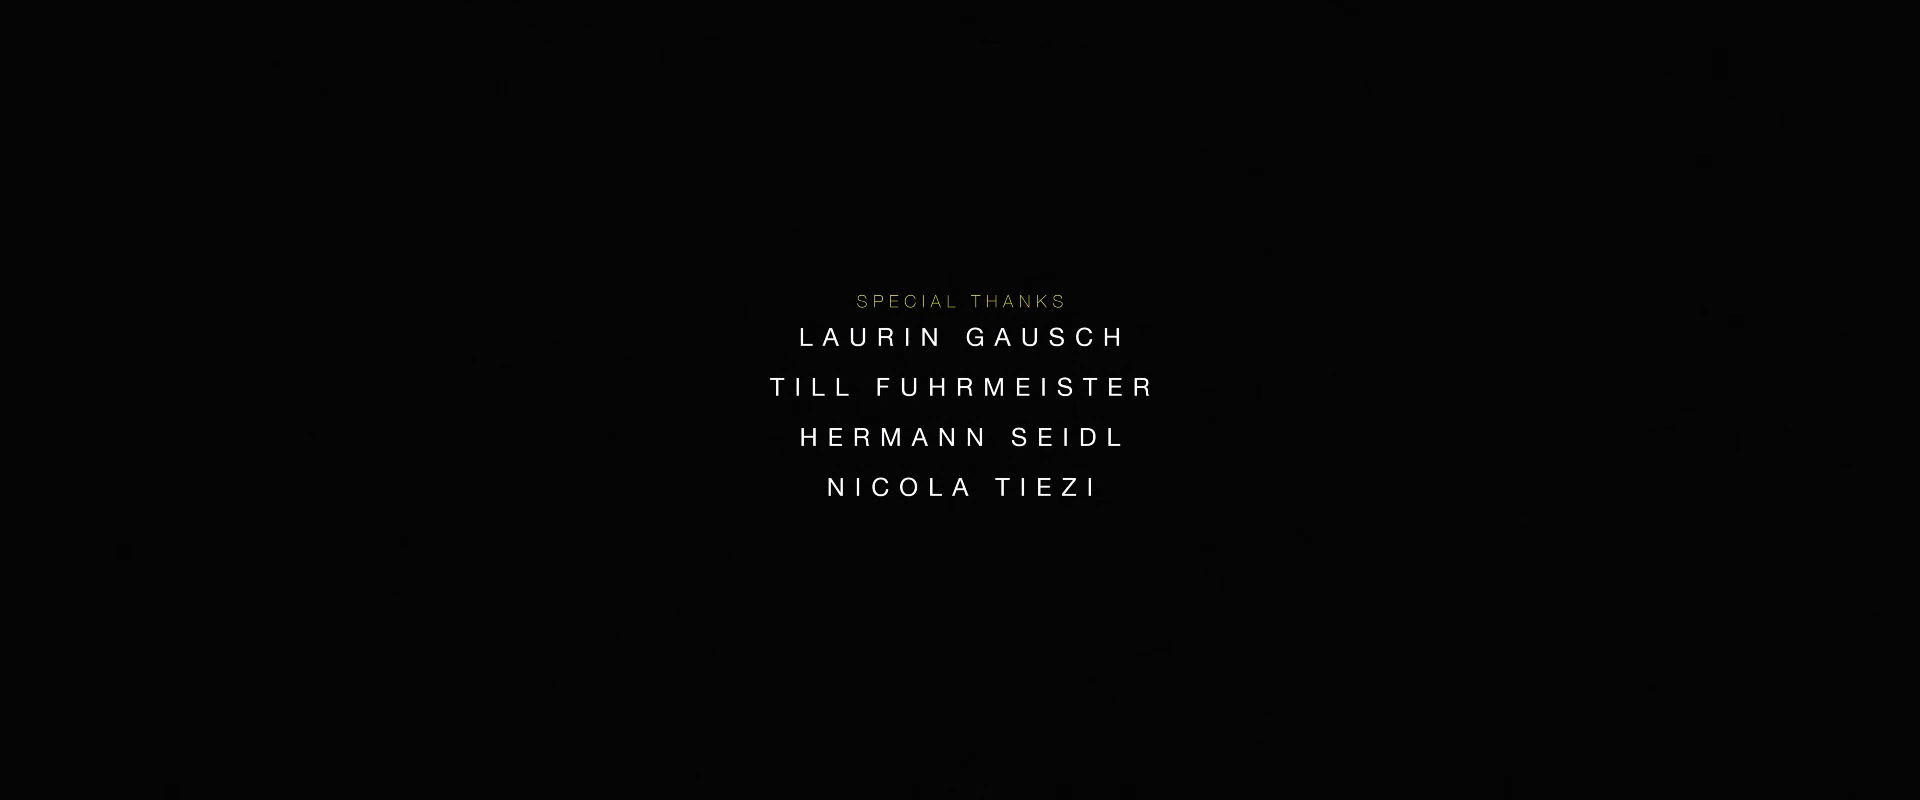 SPECIAL THANKS
LAURIN GAUSCH
TILL FUHRMEISTER
HERMANN SEIDL
NICOLA TIEZI